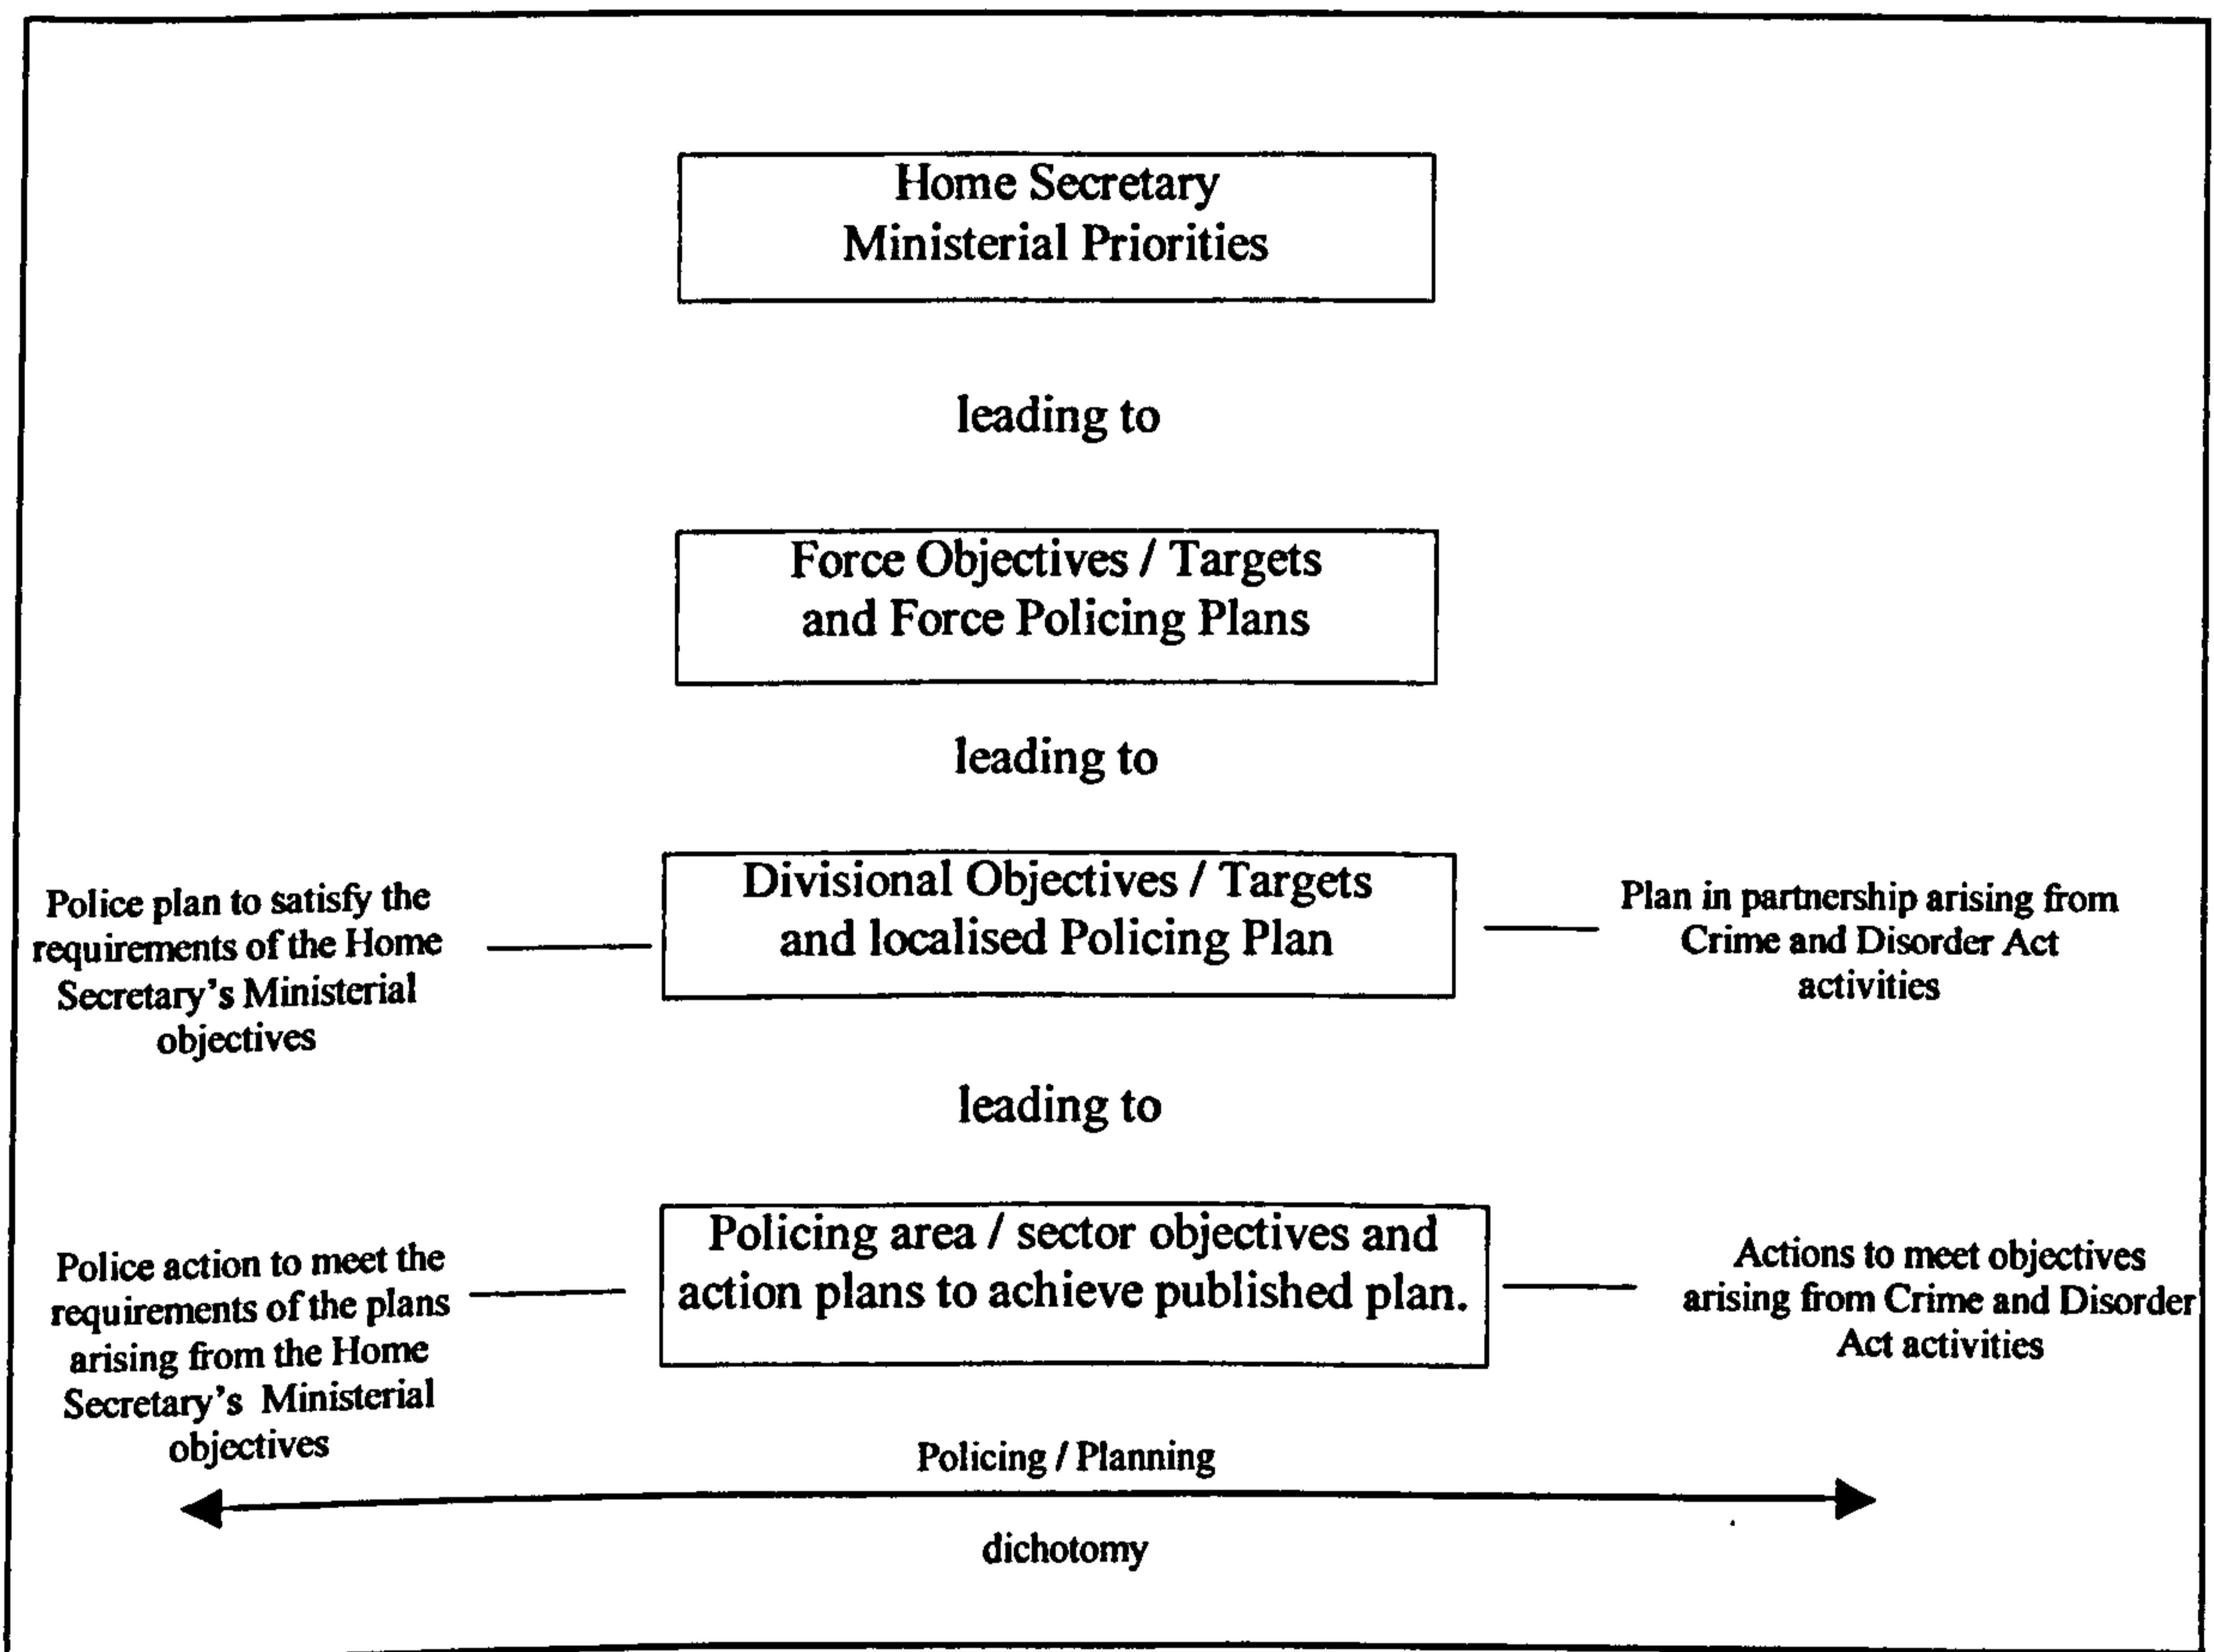 Home Secretary
Ministerial Priorities
leading to
Force Objectives / Targets
and Force Policing Plans
leading to
Divisional Objectives / Targets
and localised Policing Plan
Police plan to satisfy the
requirements of the Home
Secretary's Ministerial
objectives
Plan in partnership arising from
Crime and Disorder Act
activities
leading to
Policing area / sector objectives and
action plans to achieve published plan.
Police action to meet the
requirements of the plans
arising from the Home
Secretary's Ministerial
objectives
Actions to meet objectives
arising from Crime and Disorder
Act activities
Policing / Planning
dichotomy